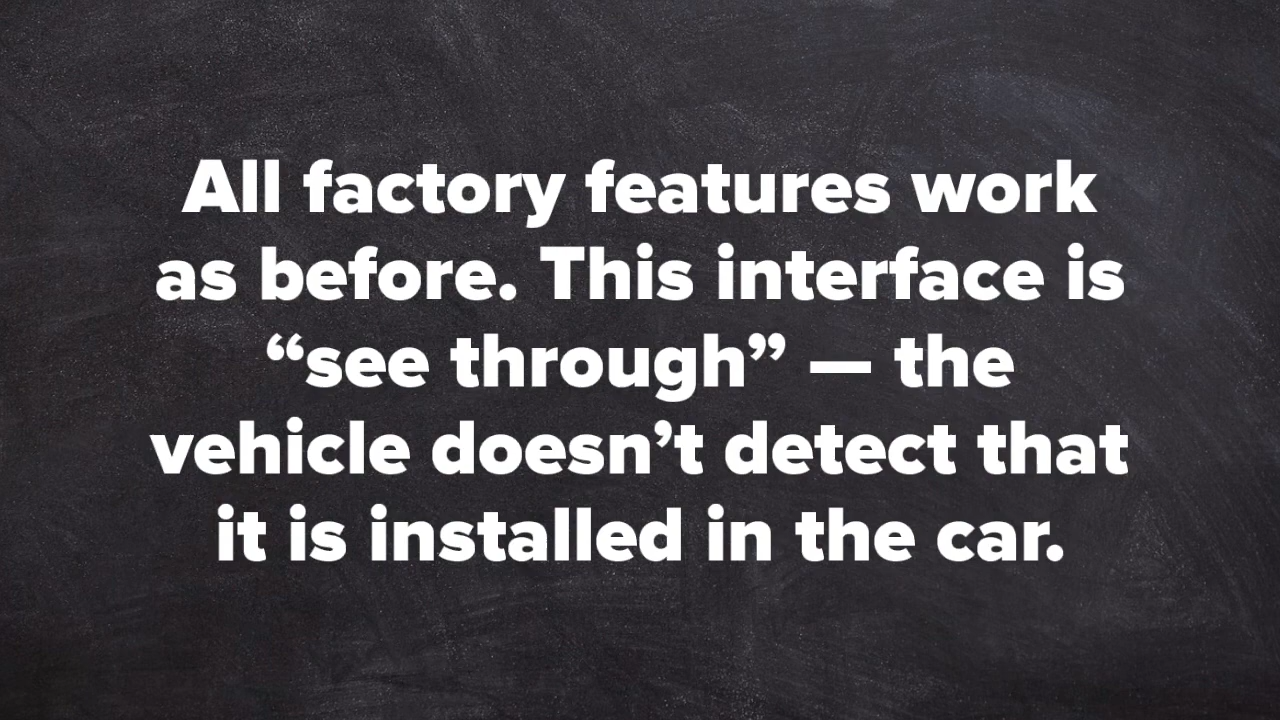 All factory features work
as before. This interface is
“see through” — the
vehicle doesn’t detect that
it is installed in the car.